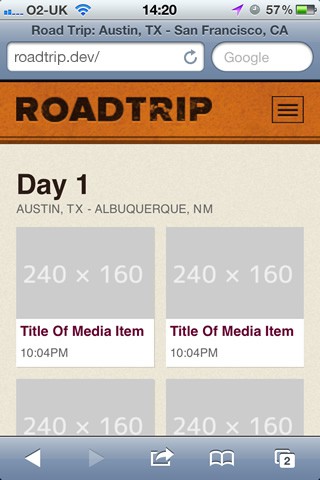 O2-UK 14:20 57%
Road Trip: Austin, TX - San Francisco, CA
roadtrip.dev/ Google
ROADTRIP
Day 1
AUSTIN, TX - ALBUQUERQUE, NM
240 × 160 240 × 160
Title Of Media Item Title Of Media Item
10:04PM 10:04PM
240 × 160 240 × 160
2